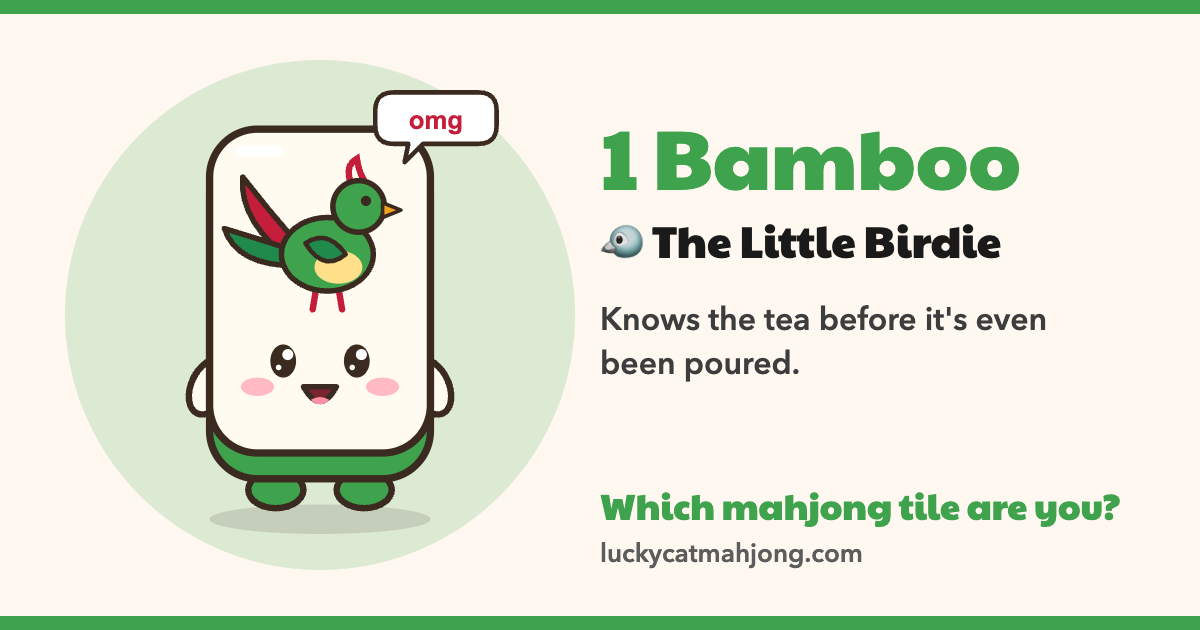 omg
1 Bamboo
🐦 The Little Birdie
Knows the tea before it's even
been poured.
Which mahjong tile are you?
luckycatmahjong.com